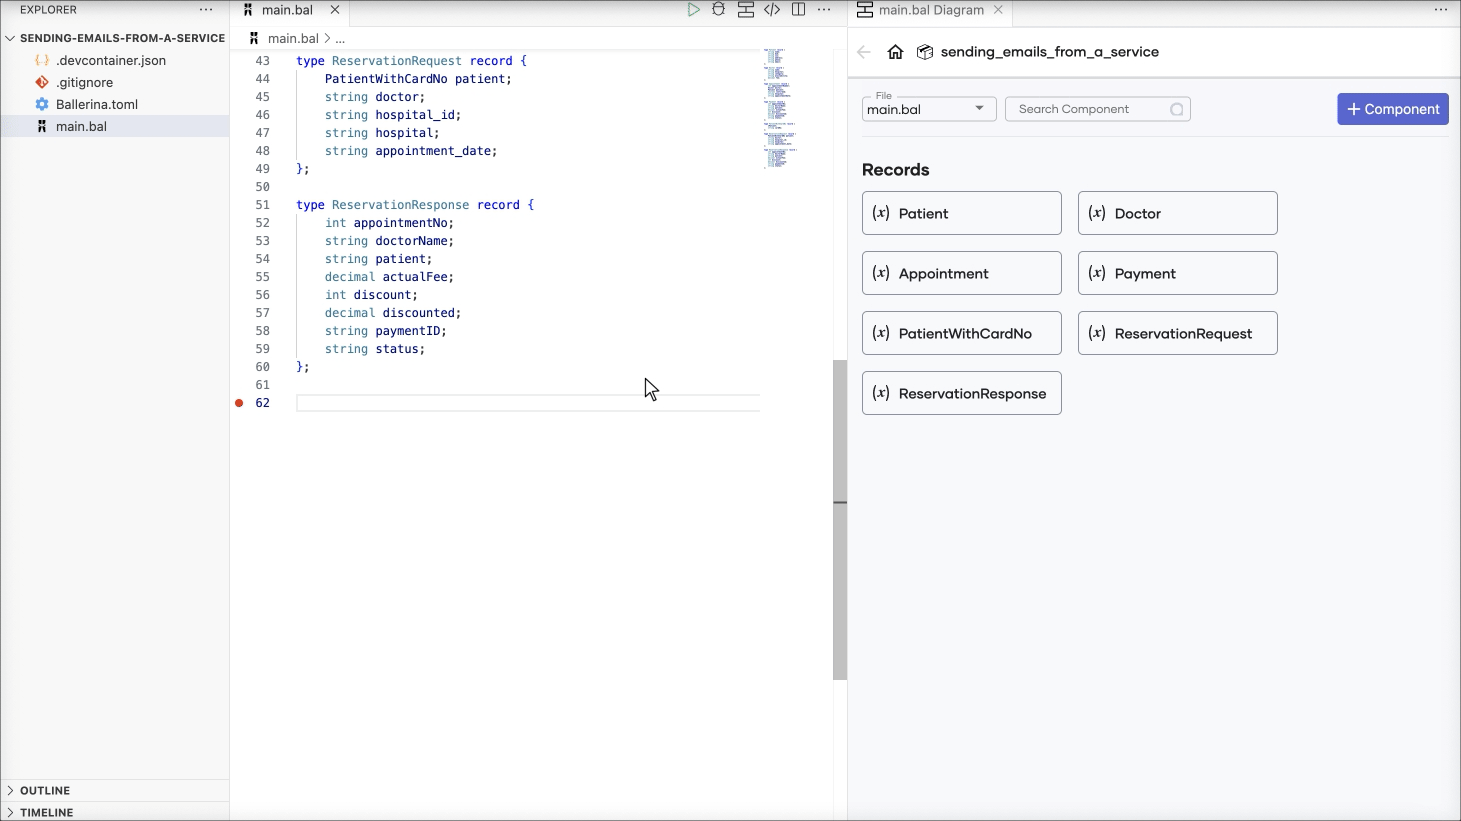 EXPLORER
SENDING-EMAILS-FROM-A-SERVICE
.devcontainer.json
.gitignore
Ballerina.toml
main.bal
OUTLINE
TIMELINE
main.bal
main.bal > ...
43 type ReservationRequest record {
44 PatientWithCardNo patient;
45 string doctor;
46 string hospital_id;
47 string hospital;
48 string appointment_date;
49 };
50
51 type ReservationResponse record {
52 int appointmentNo;
53 string doctorName;
54 string patient;
55 decimal actualFee;
56 int discount;
57 decimal discounted;
58 string paymentID;
59 string status;
60 };
61
62
main.bal Diagram
sending_emails_from_a_service
File
main.bal
Search Component
+ Component
Records
(x) Patient
(x) Doctor
(x) Appointment
(x) Payment
(x) PatientWithCardNo
(x) ReservationRequest
(x) ReservationResponse